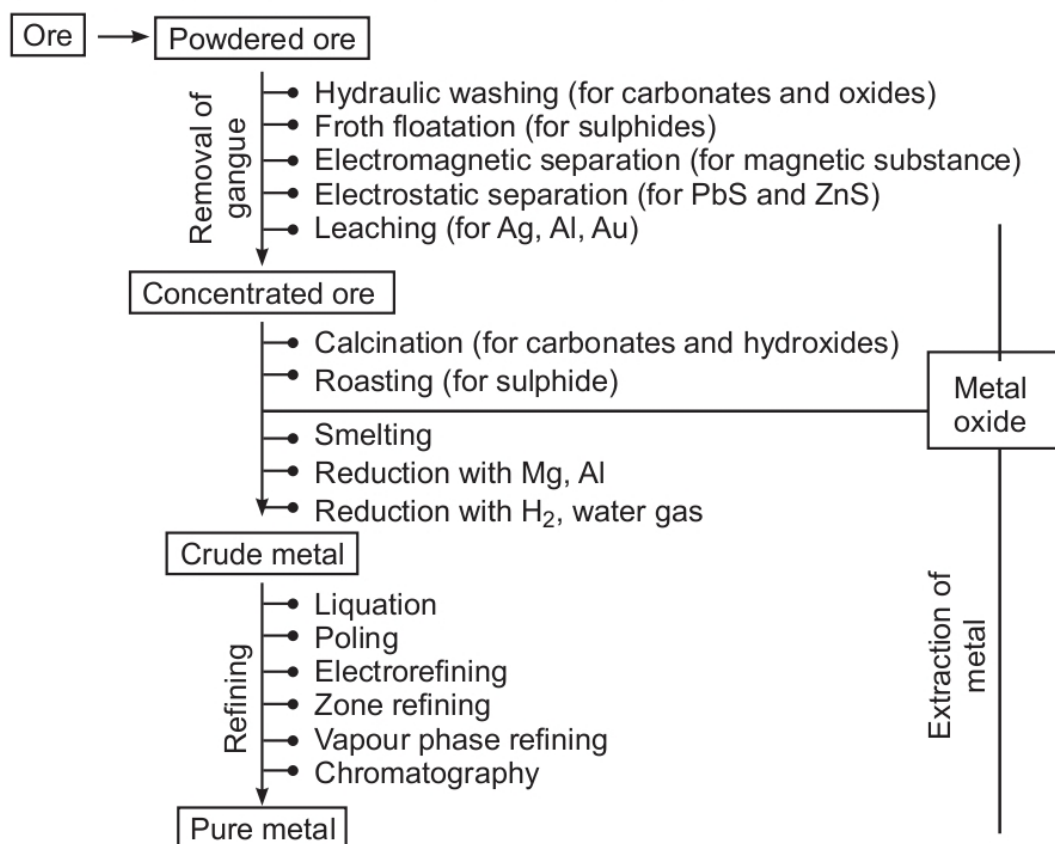 Ore
Powdered ore
Removal of
gangue
Hydraulic washing (for carbonates and oxides)
Froth floatation (for sulphides)
Electromagnetic separation (for magnetic substance)
Electrostatic separation (for PbS and ZnS)
Leaching (for Ag, Al, Au)
Concentrated ore
Calcination (for carbonates and hydroxides)
Roasting (for sulphide)
Metal
oxide
Smelting
Reduction with Mg, Al
Reduction with H₂, water gas
Crude metal
Extraction of
metal
Refining
Liquation
Poling
Electrorefining
Zone refining
Vapour phase refining
Chromatography
Pure metal